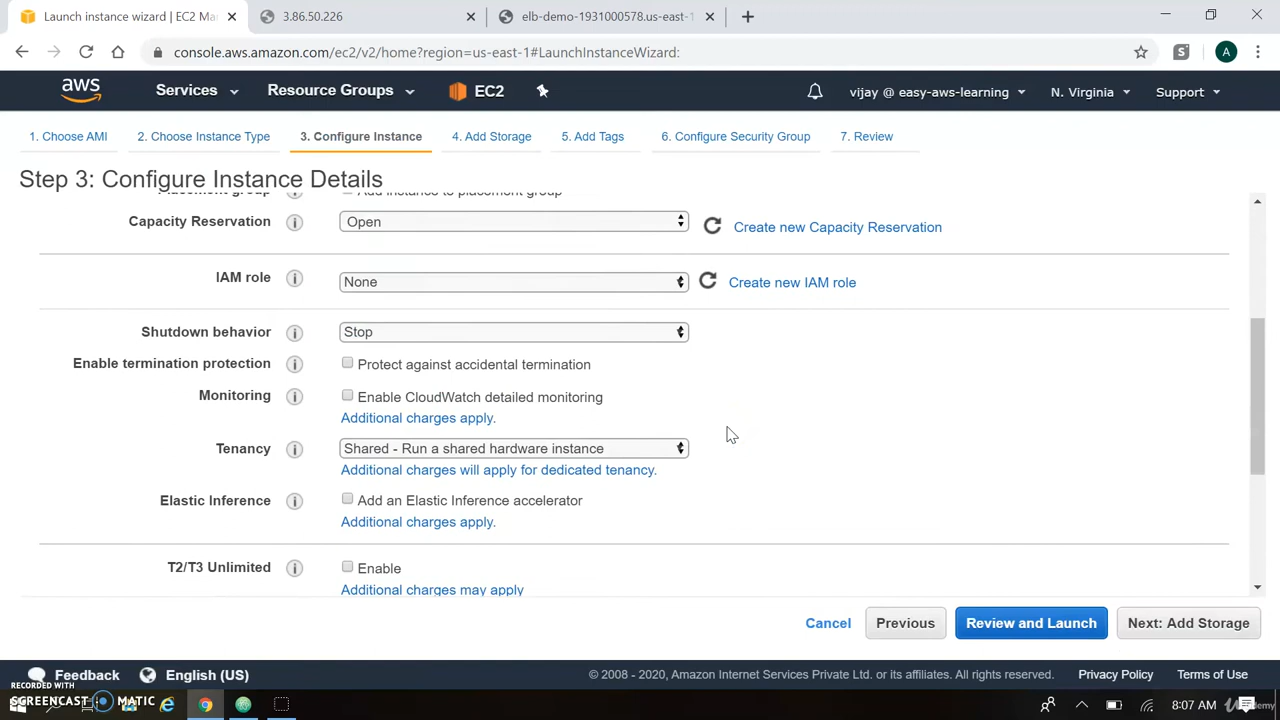 Launch instance wizard | EC2 Ma
3.86.50.226
elb-demo-1931000578.us-east-1
console.aws.amazon.com/ec2/v2/home?region=us-east-1#LaunchInstanceWizard:
S
A
aws
Services
Resource Groups
EC2
vijay @ easy-aws-learning
N. Virginia
Support
1. Choose AMI
2. Choose Instance Type
3. Configure Instance
4. Add Storage
5. Add Tags
6. Configure Security Group
7. Review
Step 3: Configure Instance Details
Placement group
Add instance to placement group
Capacity Reservation
Open
Create new Capacity Reservation
IAM role
None
Create new IAM role
Shutdown behavior
Stop
Enable termination protection
Protect against accidental termination
Monitoring
Enable CloudWatch detailed monitoring
Additional charges apply.
Tenancy
Shared - Run a shared hardware instance
Additional charges will apply for dedicated tenancy.
Elastic Inference
Add an Elastic Inference accelerator
Additional charges apply.
T2/T3 Unlimited
Enable
Additional charges may apply
Cancel
Previous
Review and Launch
Next: Add Storage
Feedback
English (US)
© 2008 - 2020, Amazon Internet Services Private Ltd. or its affiliates. All rights reserved.
Privacy Policy
Terms of Use
RECORDED WITH
SCREENCAST MATIC
8:07 AM